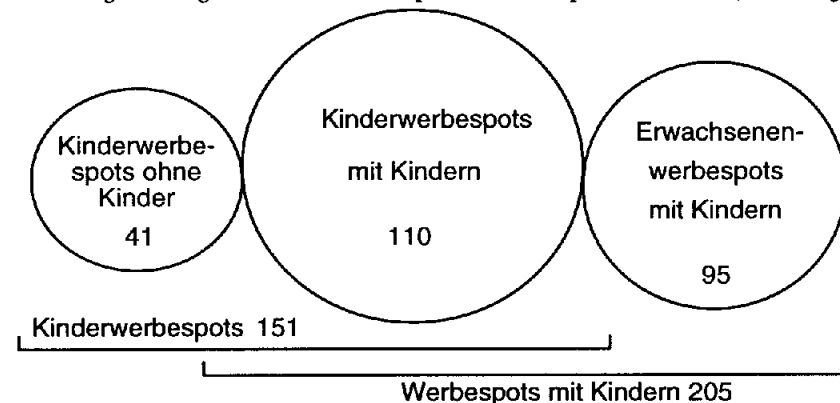 Kinderwerbe-
spots ohne
Kinder
41
Kinderwerbespots
mit Kindern
110
Erwachsenen-
werbespots
mit Kindern
95
Kinderwerbespots 151
Werbespots mit Kindern 205